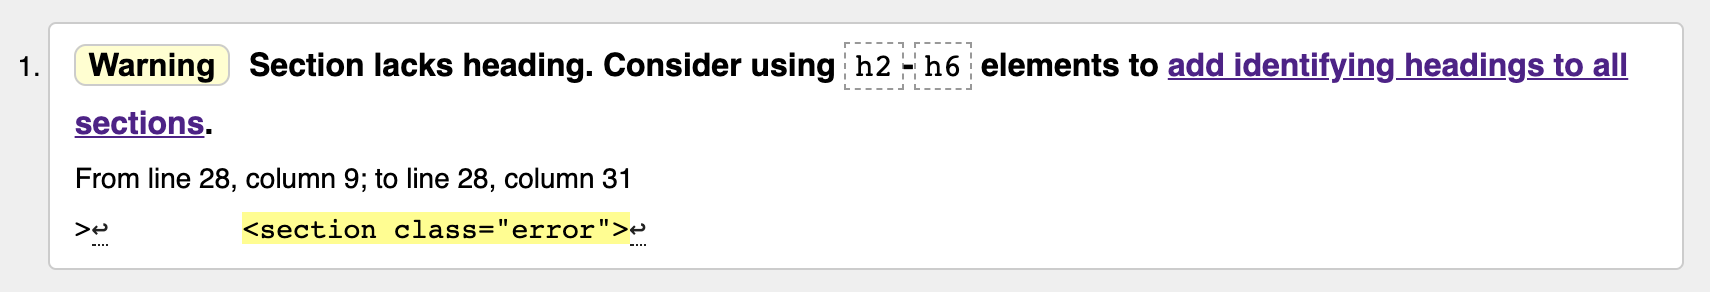 1. Warning Section lacks heading. Consider using h2-h6 elements to add identifying headings to all
sections.
From line 28, column 9; to line 28, column 31
>↩ <section class="error">↩